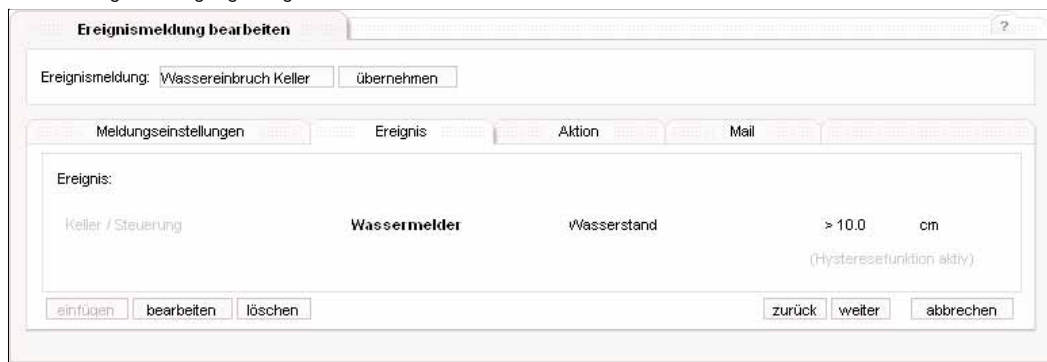 Ereignismeldung bearbeiten
?
Ereignismeldung: Wassereinbruch Keller übernehmen
Meldungseinstellungen Ereignis Aktion Mail
Ereignis:
Keller / Steuerung Wassermelder Wasserstand > 10.0 cm
(Hysteresefunktion aktiv)
einfügen bearbeiten löschen zurück weiter abbrechen